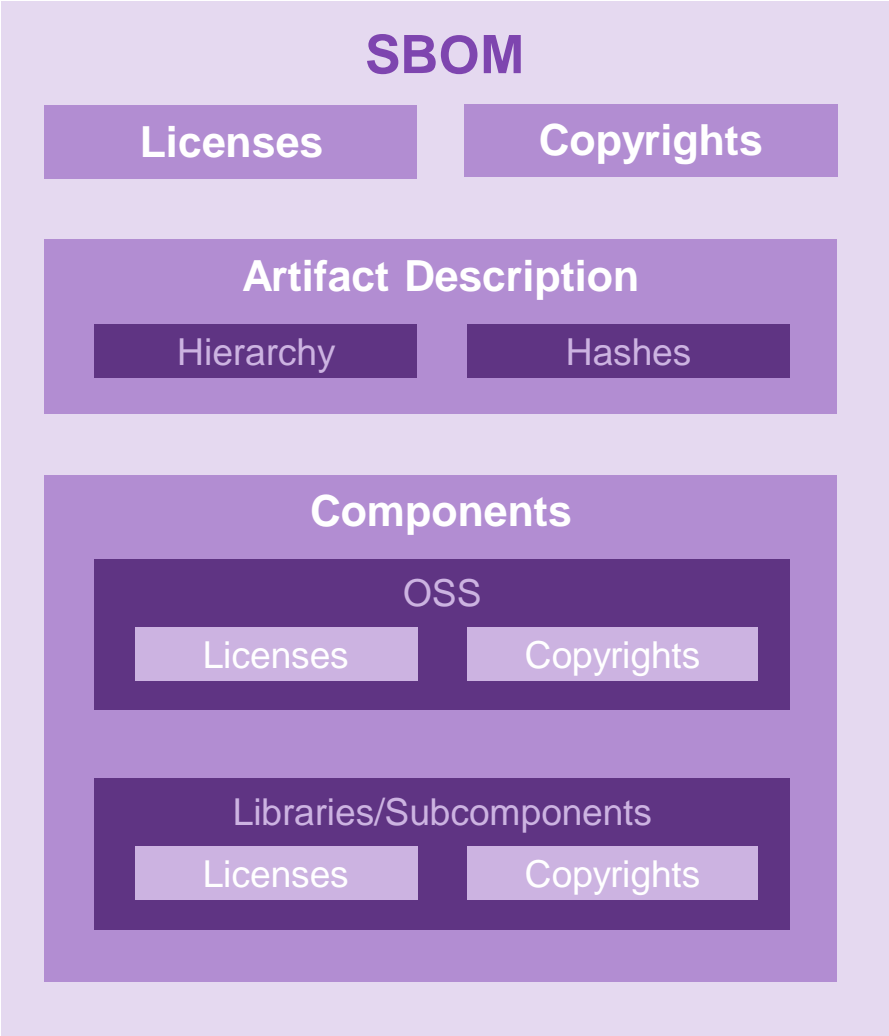 SBOM
Licenses
Copyrights
Artifact Description
Hierarchy
Hashes
Components
OSS
Licenses
Copyrights
Libraries/Subcomponents
Licenses
Copyrights